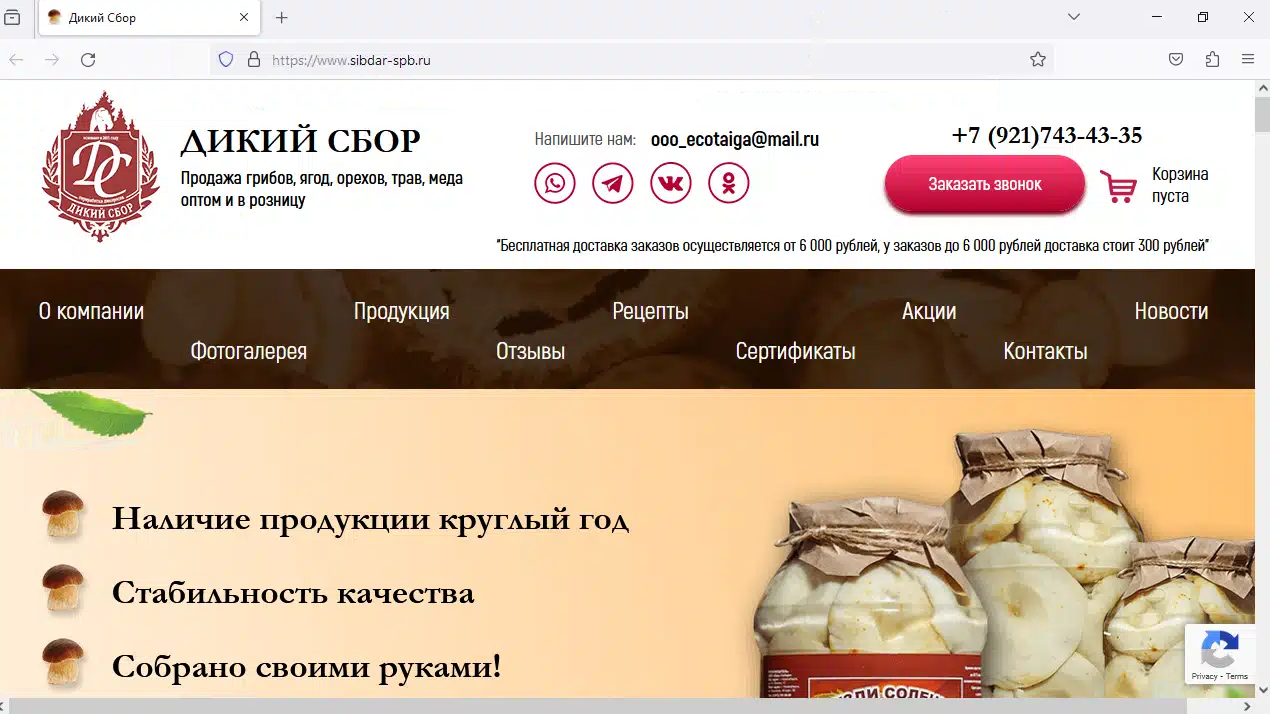 Дикий Сбор
https://www.sibdar-spb.ru
ДИКИЙ СБОР
Продажа грибов, ягод, орехов, трав, меда
оптом и в розницу
ДС
ДИКИЙ СБОР
Напишите нам: ooo_ecotaiga@mail.ru
+7 (921)743-43-35
Заказать звонок
Корзина
пуста
"Бесплатная доставка заказов осуществляется от 6 000 рублей, у заказов до 6 000 рублей доставка стоит 300 рублей"
О компании Продукция Рецепты Акции Новости
Фотогалерея Отзывы Сертификаты Контакты
Наличие продукции круглый год
Стабильность качества
Собрано своими руками!
Privacy - Terms